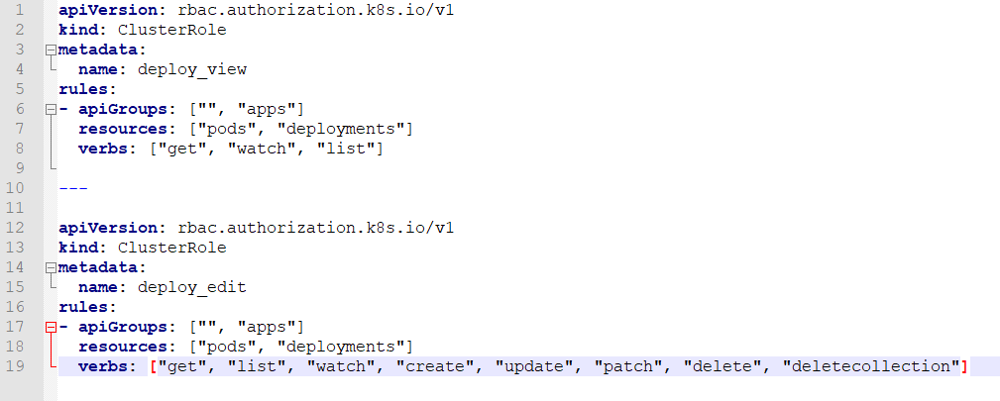 1 apiVersion: rbac.authorization.k8s.io/v1
2 kind: ClusterRole
3 metadata:
4   name: deploy_view
5 rules:
6 - apiGroups: ["", "apps"]
7   resources: ["pods", "deployments"]
8   verbs: ["get", "watch", "list"]
9
10 ---
11
12 apiVersion: rbac.authorization.k8s.io/v1
13 kind: ClusterRole
14 metadata:
15   name: deploy_edit
16 rules:
17 - apiGroups: ["", "apps"]
18   resources: ["pods", "deployments"]
19   verbs: ["get", "list", "watch", "create", "update", "patch", "delete", "deletecollection"]